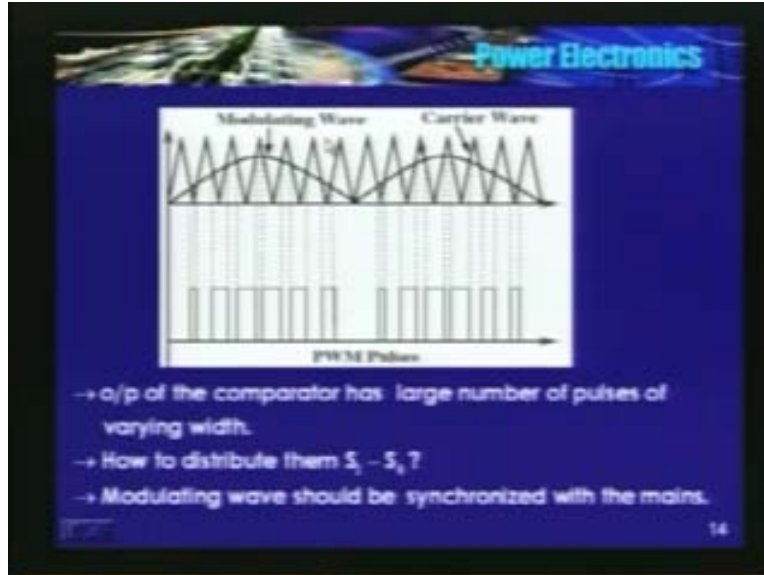 Power Electronics
Modulating Wave Carrier Wave
PWM Pulses
→ o/p of the comparator has large number of pulses of
varying width.
→ How to distribute them S₁ – S₄ ?
→ Modulating wave should be synchronized with the mains.
14